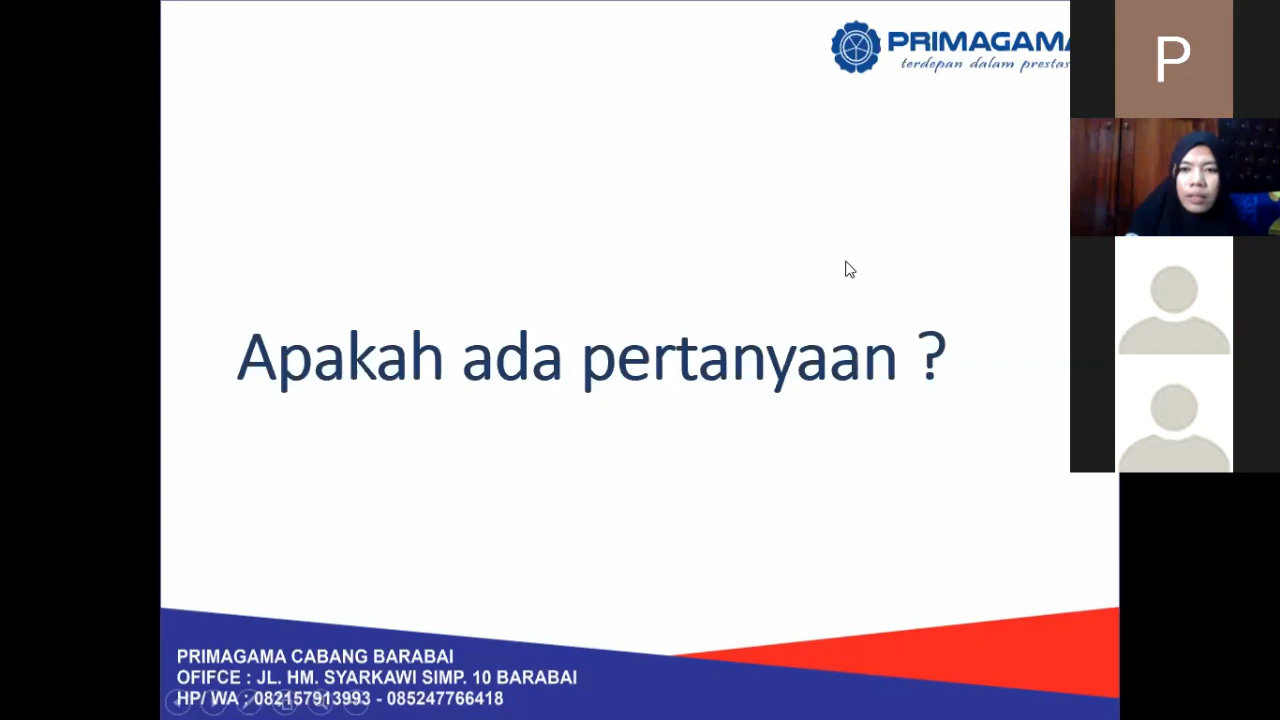 PRIMAGAMA
terdepan dalam prestas
P
Apakah ada pertanyaan ?
PRIMAGAMA CABANG BARABAI
OFIFCE : JL. HM. SYARKAWI SIMP. 10 BARABAI
HP/ WA : 082157913993 - 085247766418